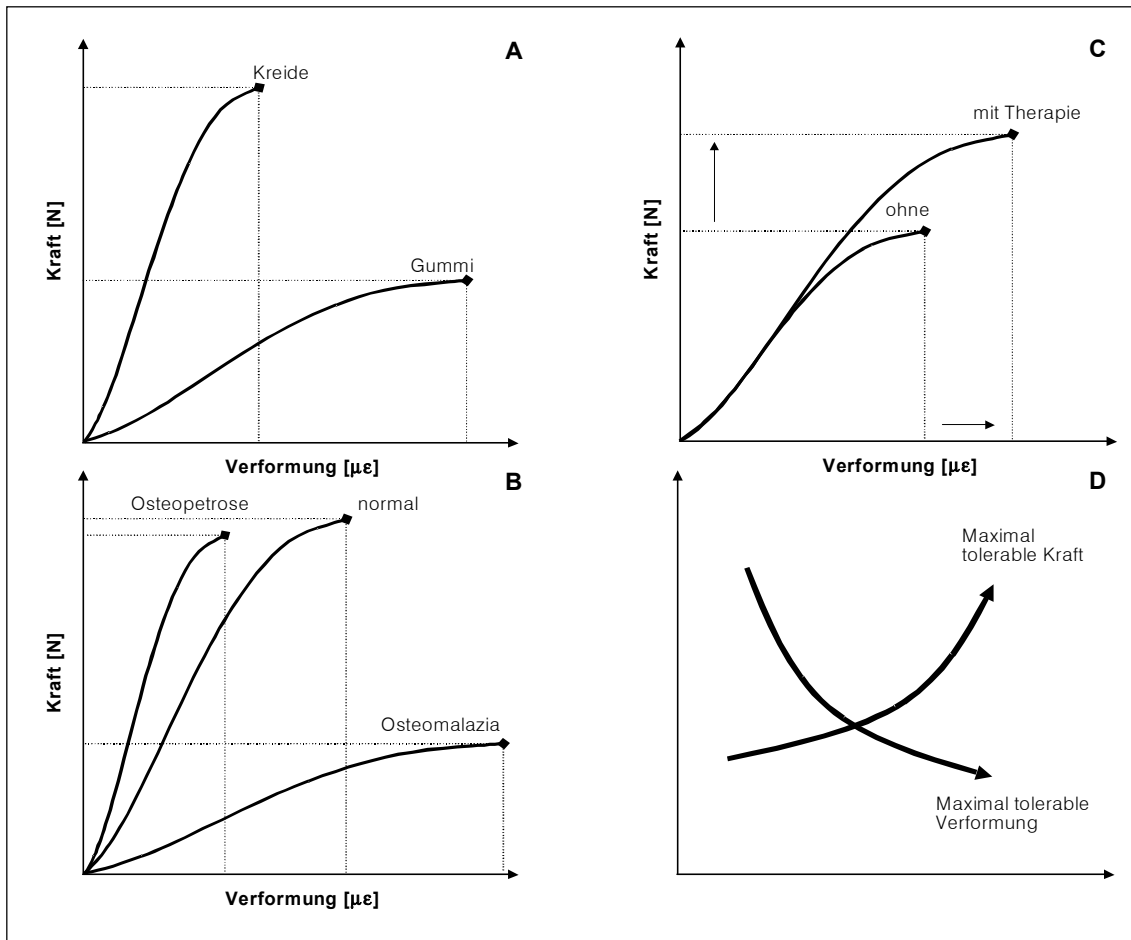 A
Kreide
Gummi
Kraft [N]
Verformung [µε]
B
Osteopetrose
normal
Osteomalazia
Kraft [N]
Verformung [µε]
C
mit Therapie
ohne
Kraft [N]
Verformung [µε]
D
Maximal
tolerable Kraft
Maximal tolerable
Verformung